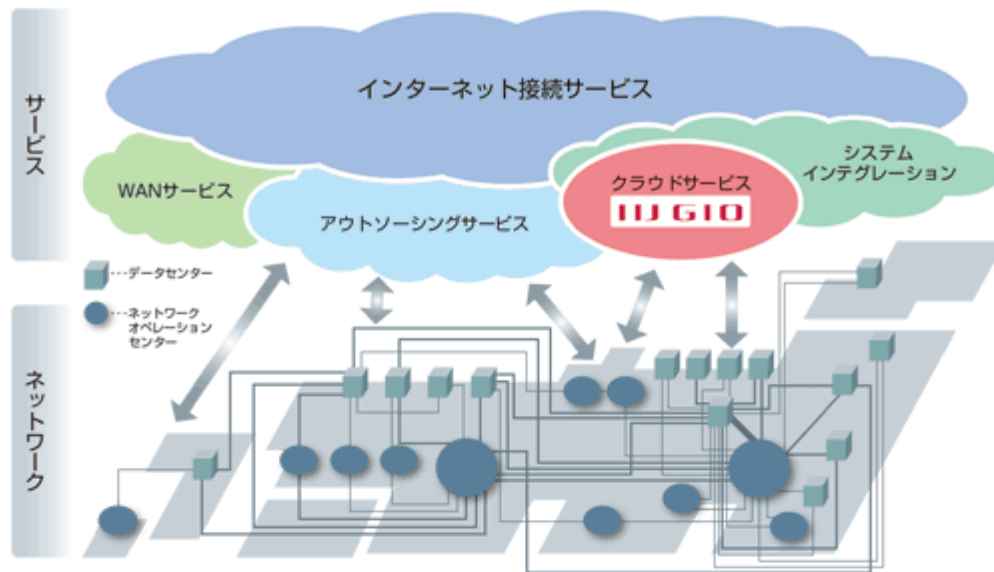 サービス
インターネット接続サービス
WANサービス
アウトソーシングサービス
クラウドサービス
IIJ GIO
システム
インテグレーション
…データセンター
…ネットワーク
オペレーション
センター
ネットワーク